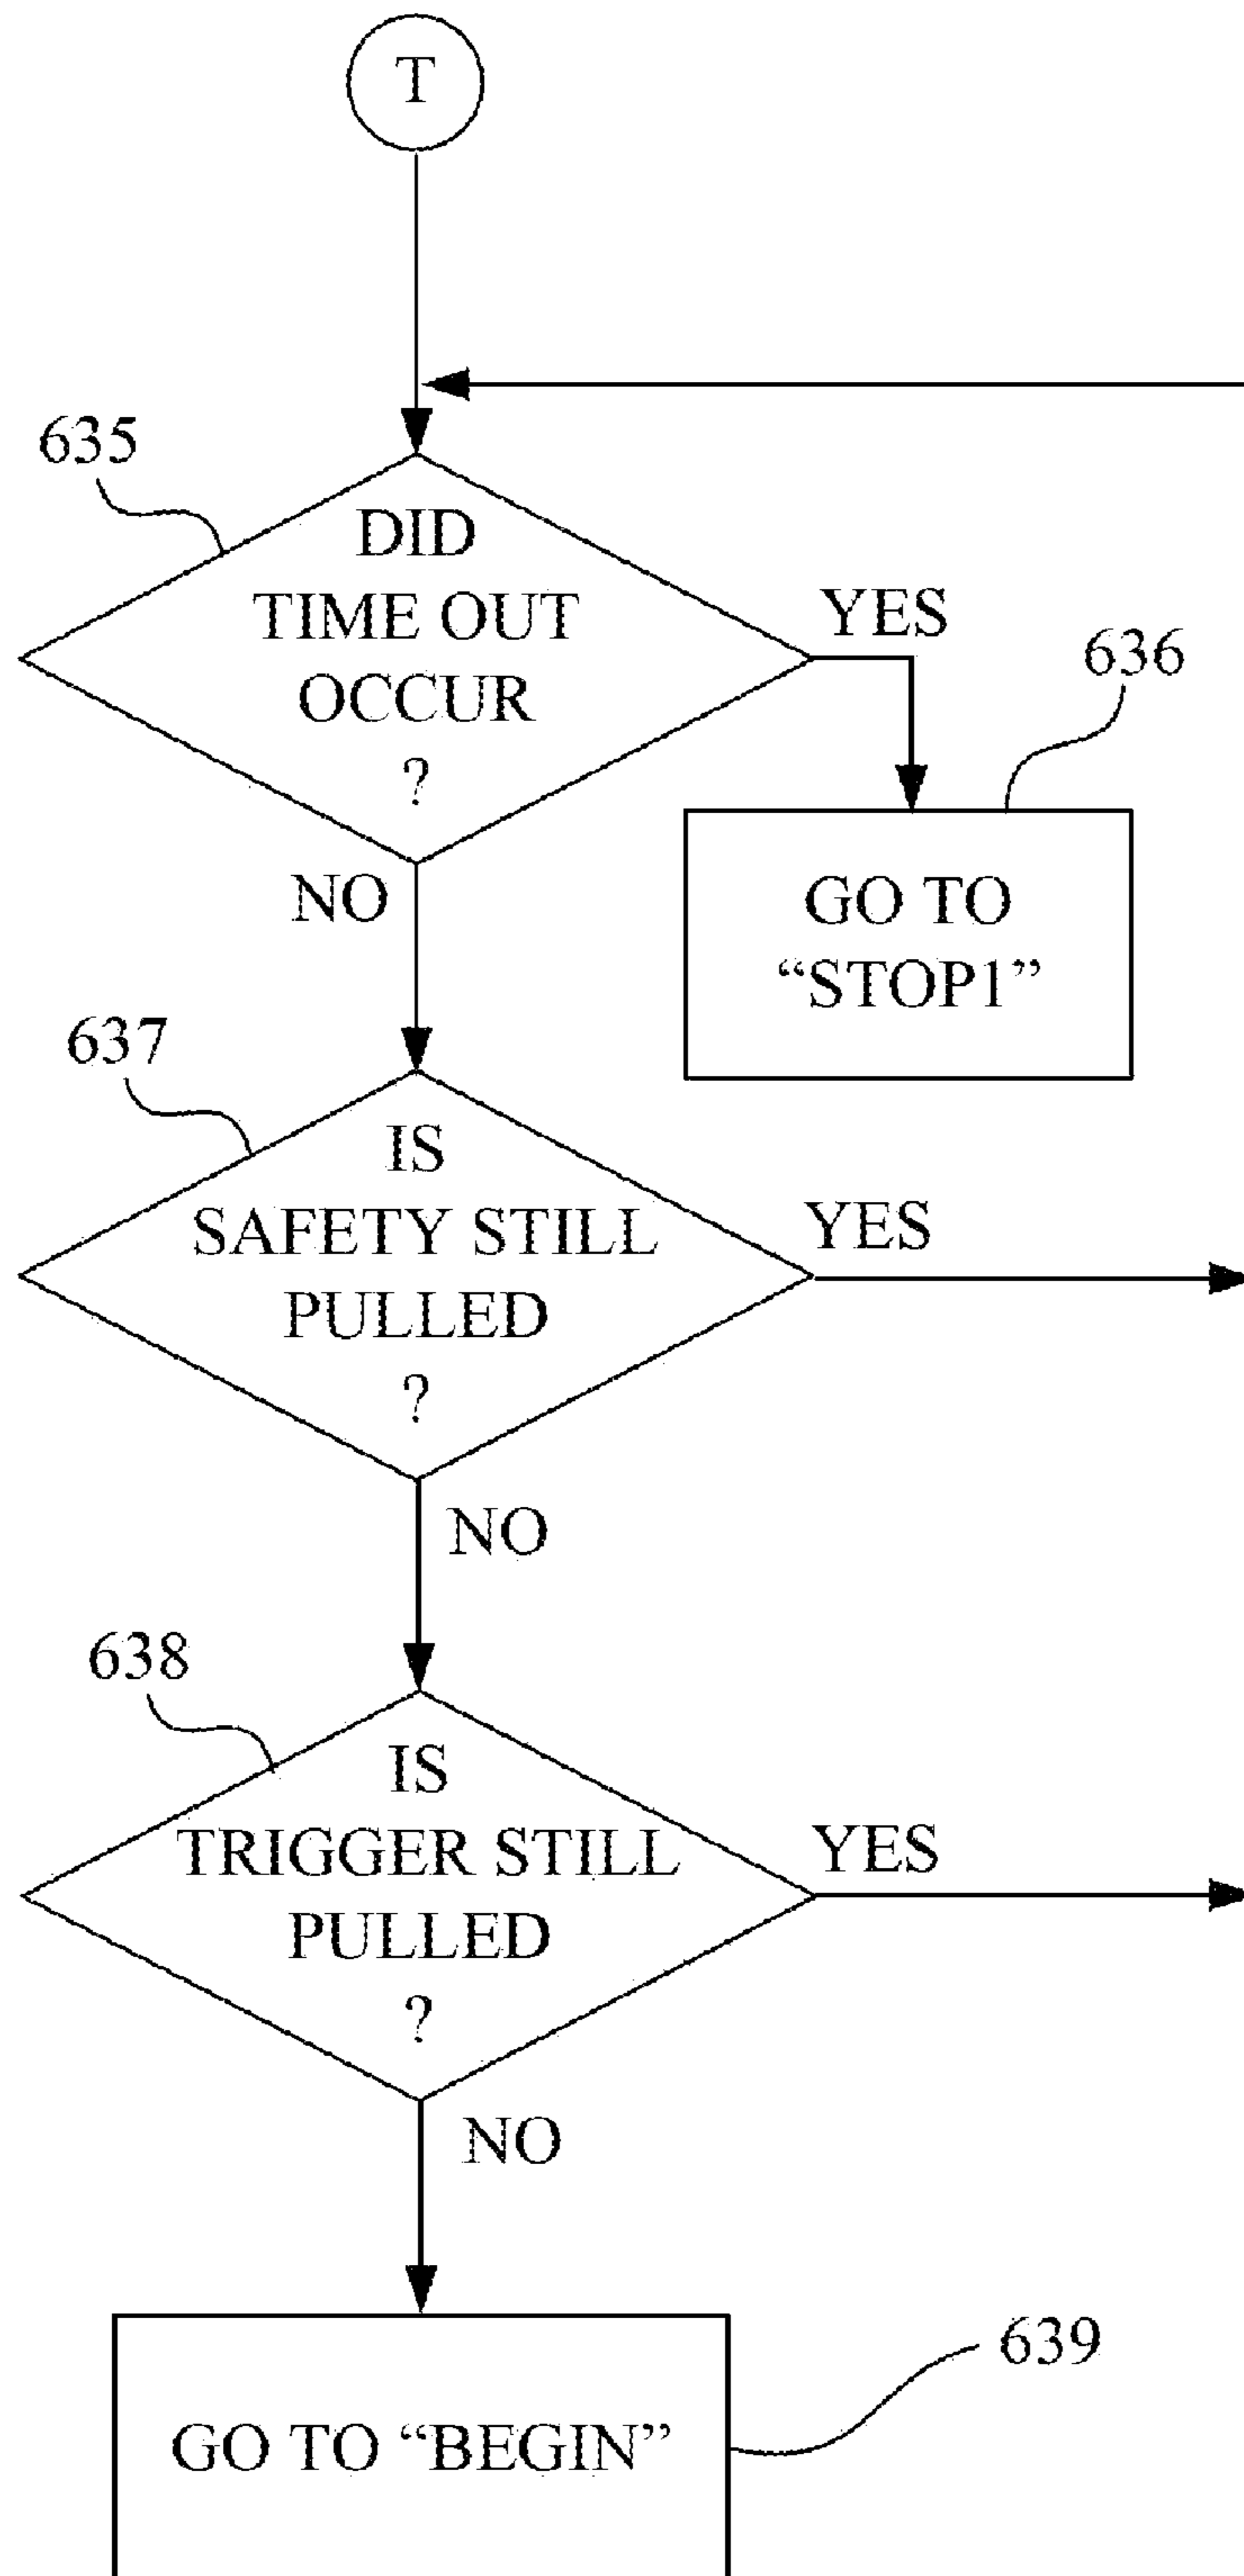 T
635
DID
TIME OUT
OCCUR
?
YES
636
NO
GO TO
“STOP1”
637
IS
SAFETY STILL
PULLED
?
YES
NO
638
IS
TRIGGER STILL
PULLED
?
YES
NO
639
GO TO “BEGIN”